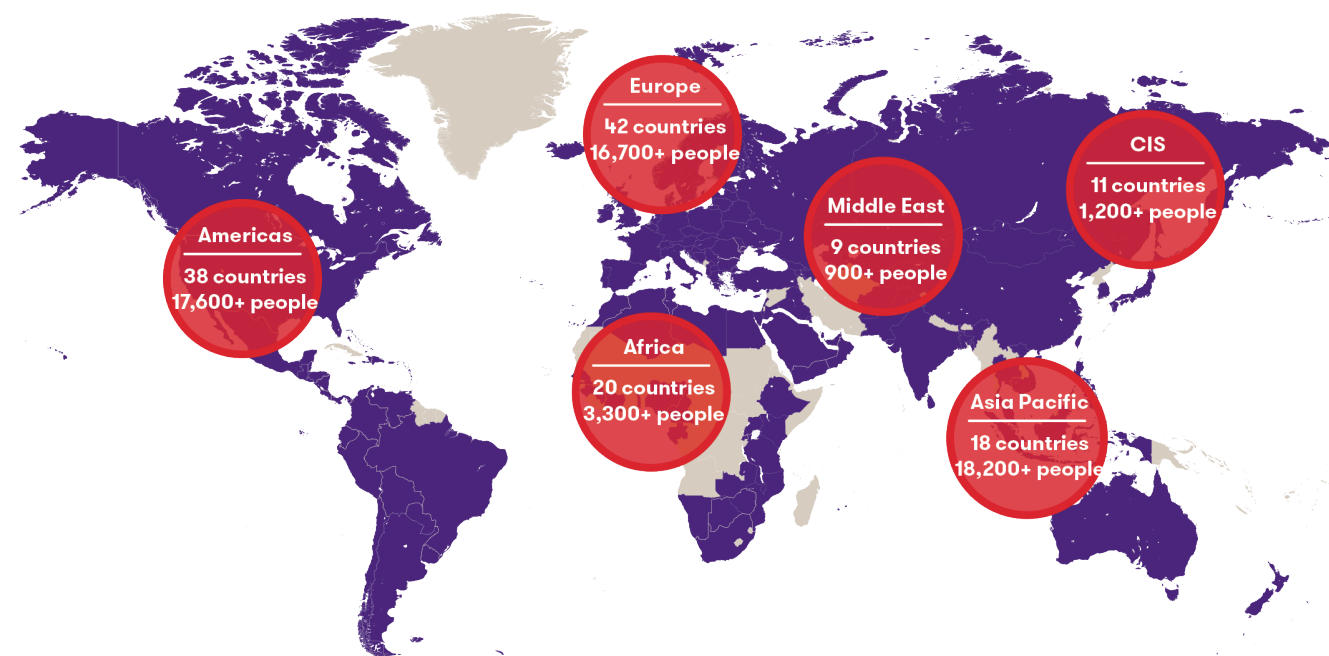 Europe
42 countries
16,700+ people
CIS
11 countries
1,200+ people
Middle East
9 countries
900+ people
Americas
38 countries
17,600+ people
Africa
20 countries
3,300+ people
Asia Pacific
18 countries
18,200+ people